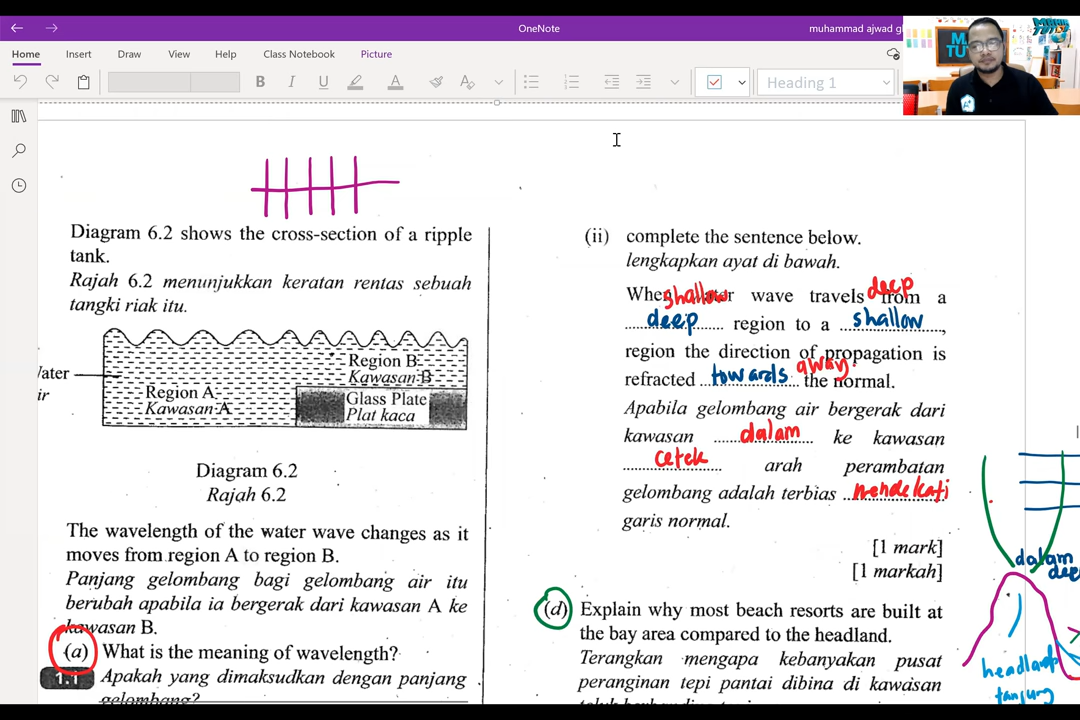 OneNote
muhammad ajwad
Home Insert Draw View Help Class Notebook Picture
B I U A A Heading 1
Diagram 6.2 shows the cross-section of a ripple
tank.
Rajah 6.2 menunjukkan keratan rentas sebuah
tangki riak itu.
Region B
Kawasan B
ater
ir
Region A
Kawasan A
Glass Plate
Plat kaca
Diagram 6.2
Rajah 6.2
The wavelength of the water wave changes as it
moves from region A to region B.
Panjang gelombang bagi gelombang air itu
berubah apabila ia bergerak dari kawasan A ke
kawasan B.
(a) What is the meaning of wavelength?
1.1 Apakah yang dimaksudkan dengan panjang
gelombang?
(ii) complete the sentence below.
lengkapkan ayat di bawah.
shallow deep
When wave travels from a
deep region to a shallow,
region the direction of propagation is
away
refracted towards the normal.
Apabila gelombang air bergerak dari
kawasan dalam ke kawasan
cetek arah perambatan
gelombang adalah terbias mendekati
garis normal.
[1 mark]
[1 markah]
(d) Explain why most beach resorts are built at
the bay area compared to the headland.
Terangkan mengapa kebanyakan pusat
peranginan tepi pantai dibina di kawasan
dalam
deep
headland
tanjung